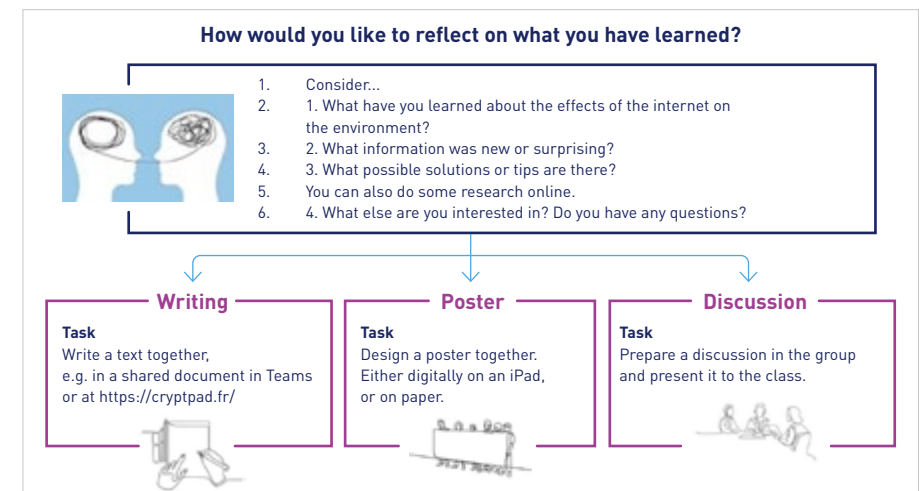 How would you like to reflect on what you have learned?
1. Consider...
2. 1. What have you learned about the effects of the internet on
the environment?
3. 2. What information was new or surprising?
4. 3. What possible solutions or tips are there?
5. You can also do some research online.
6. 4. What else are you interested in? Do you have any questions?
Writing
Task
Write a text together,
e.g. in a shared document in Teams
or at https://cryptpad.fr/
Poster
Task
Design a poster together.
Either digitally on an iPad,
or on paper.
Discussion
Task
Prepare a discussion in the group
and present it to the class.